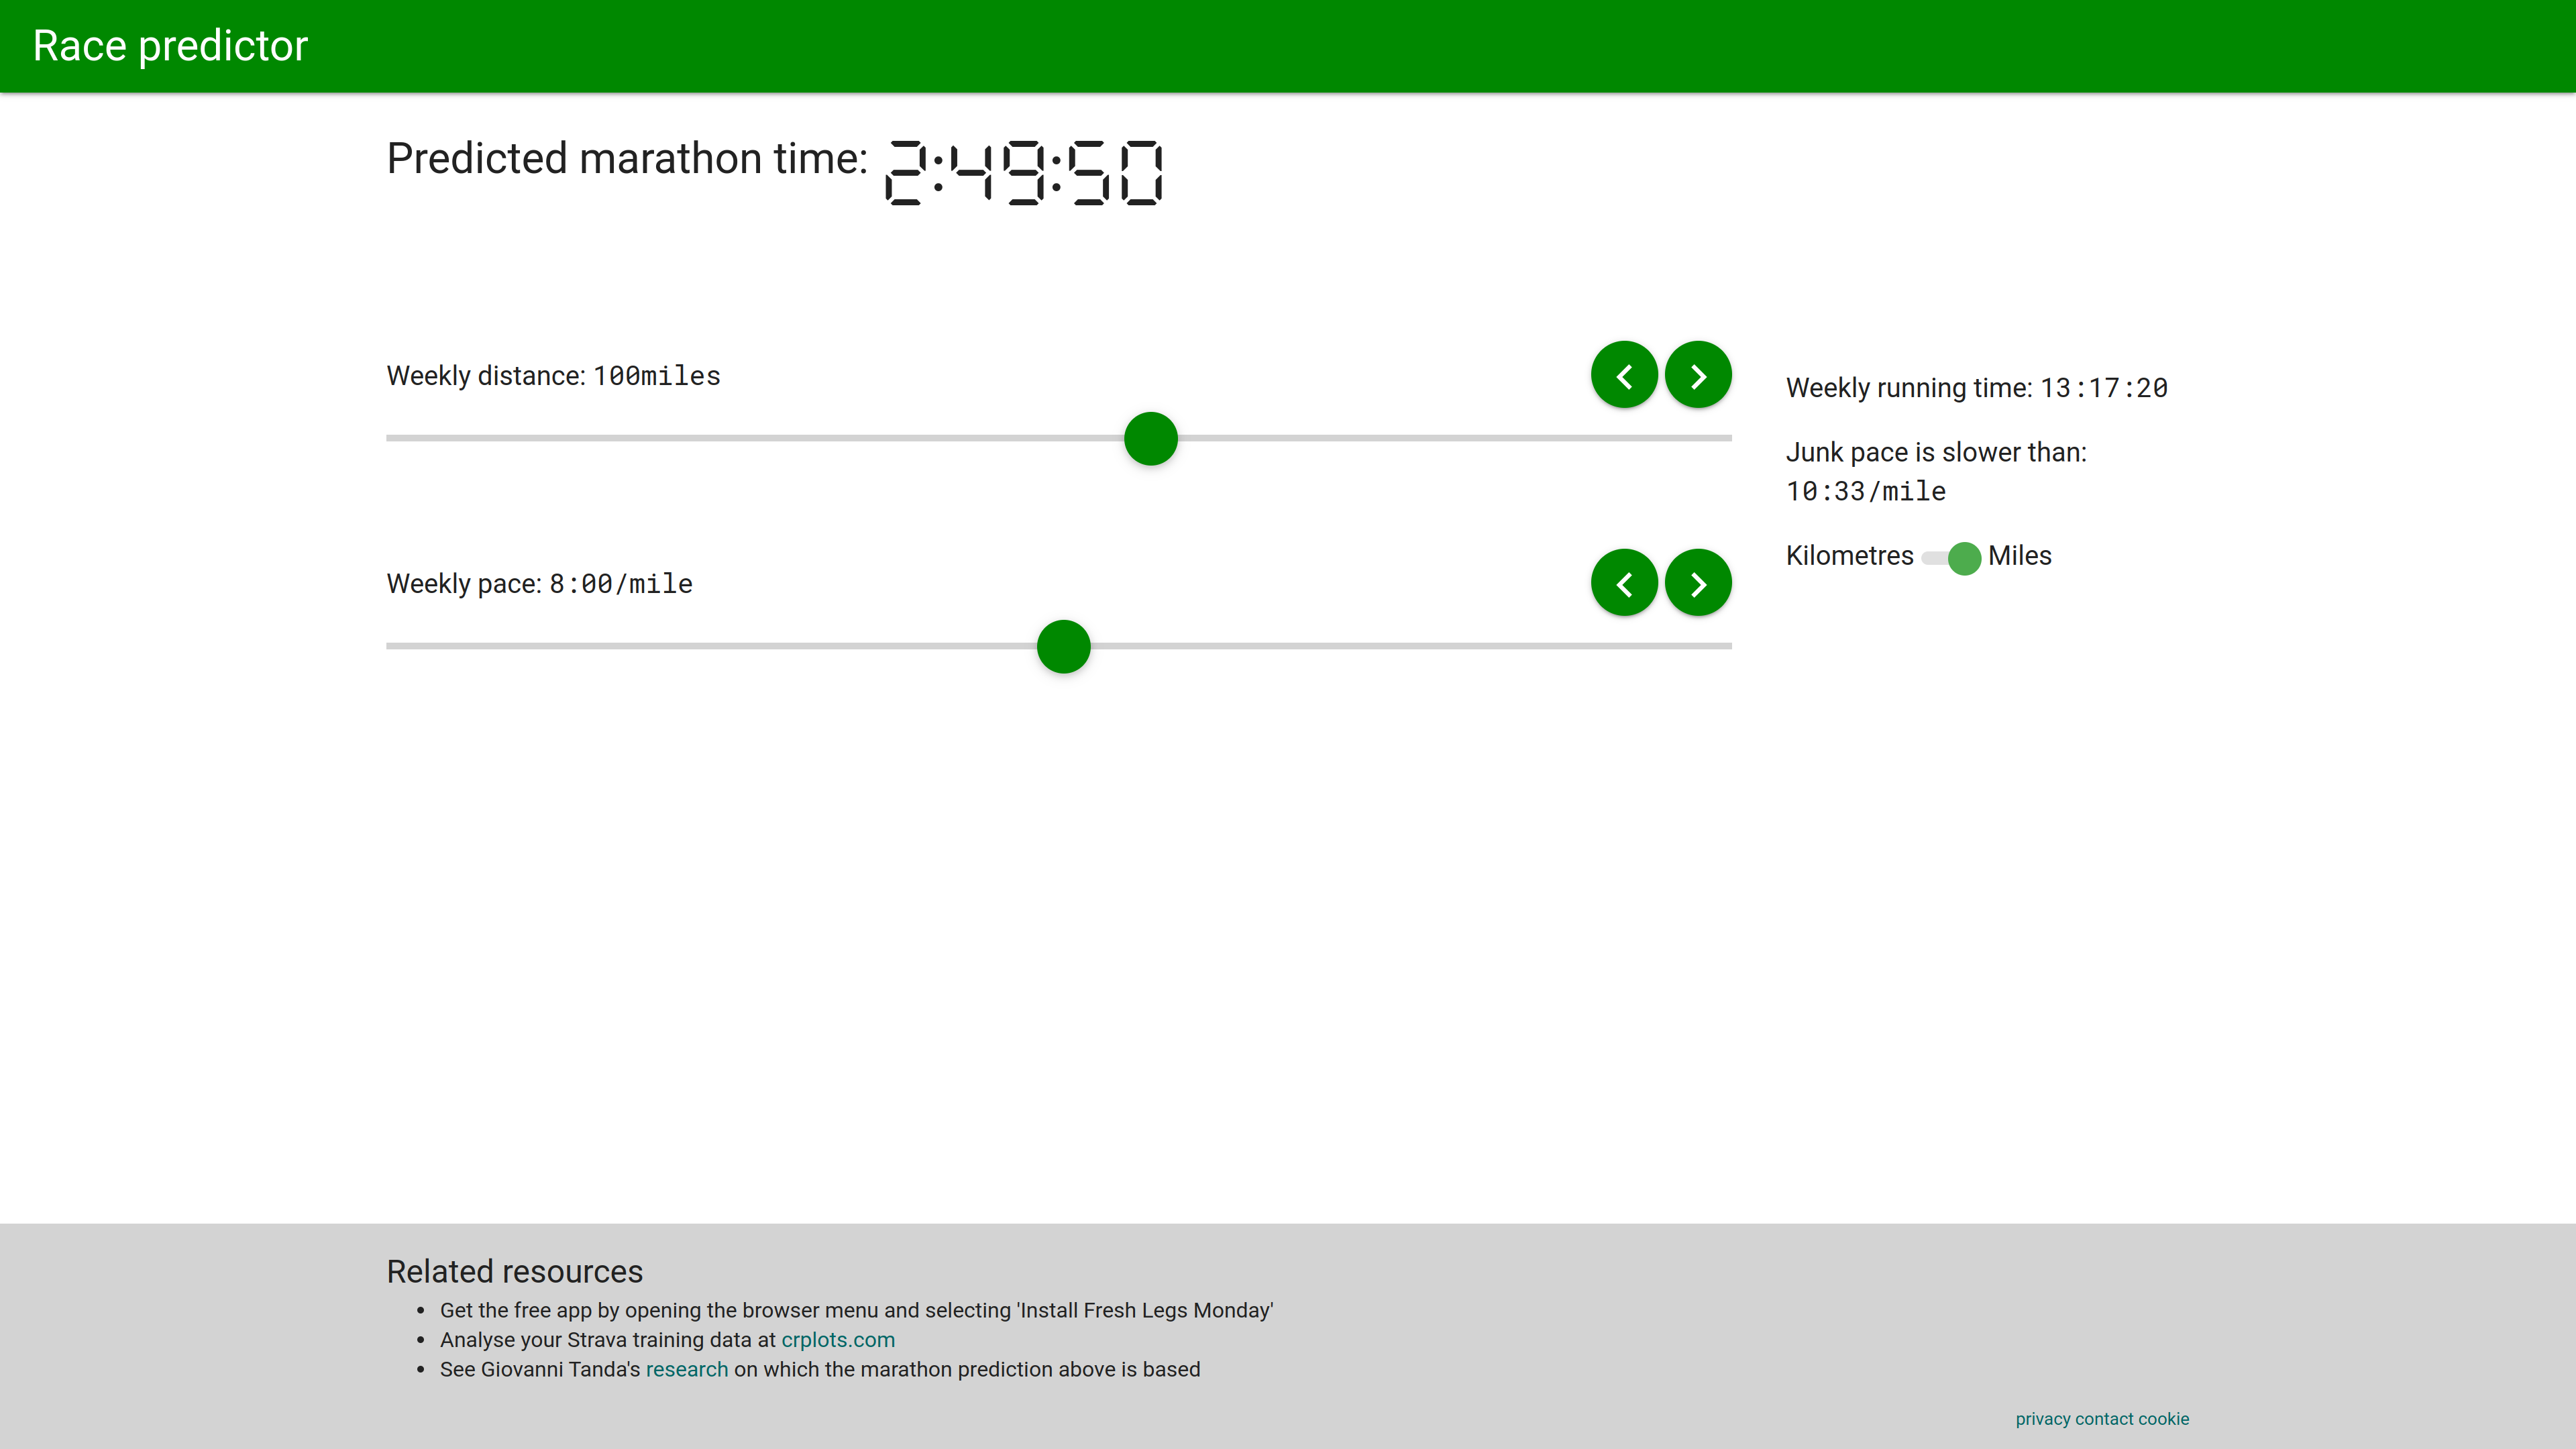 Race predictor
Predicted marathon time: 2:49:50
Weekly distance: 100miles
Weekly running time: 13:17:20
Junk pace is slower than:
10:33/mile
Kilometres Miles
Weekly pace: 8:00/mile
Related resources
Get the free app by opening the browser menu and selecting 'Install Fresh Legs Monday'
Analyse your Strava training data at crplots.com
See Giovanni Tanda's research on which the marathon prediction above is based
privacy contact cookie